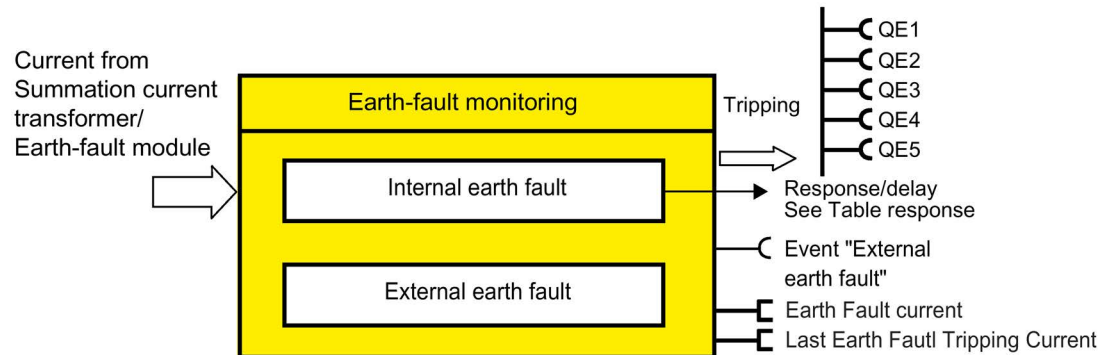 Current from
Summation current
transformer/
Earth-fault module
Earth-fault monitoring
Internal earth fault
External earth fault
Tripping
QE1
QE2
QE3
QE4
QE5
Response/delay
See Table response
Event "External
earth fault"
Earth Fault current
Last Earth Fautl Tripping Current